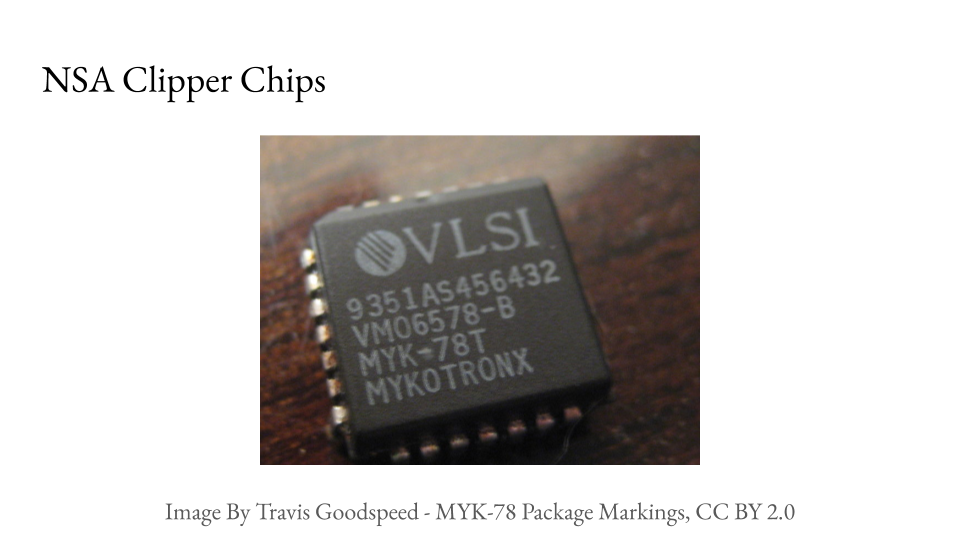 NSA Clipper Chips
VLSI
9351AS456432
VM06578-B
MYK-78T
MYKOTRONX
Image By Travis Goodspeed - MYK-78 Package Markings, CC BY 2.0